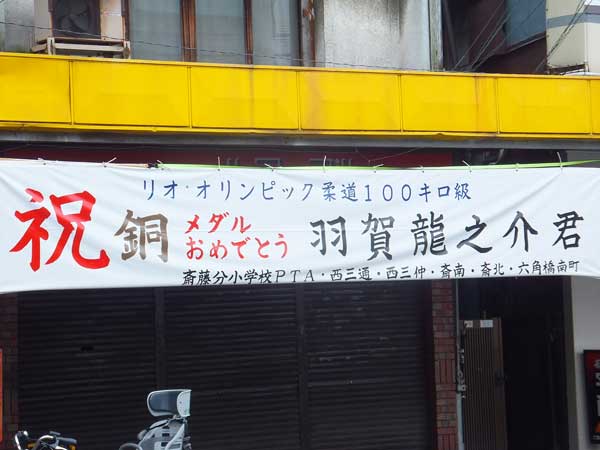 リオ・オリンピック柔道100キロ級
祝 銅 メダル おめでとう 羽賀龍之介君
斎藤分小学校PTA・西三通・西三仲・斎南・斎北・六角橋南町